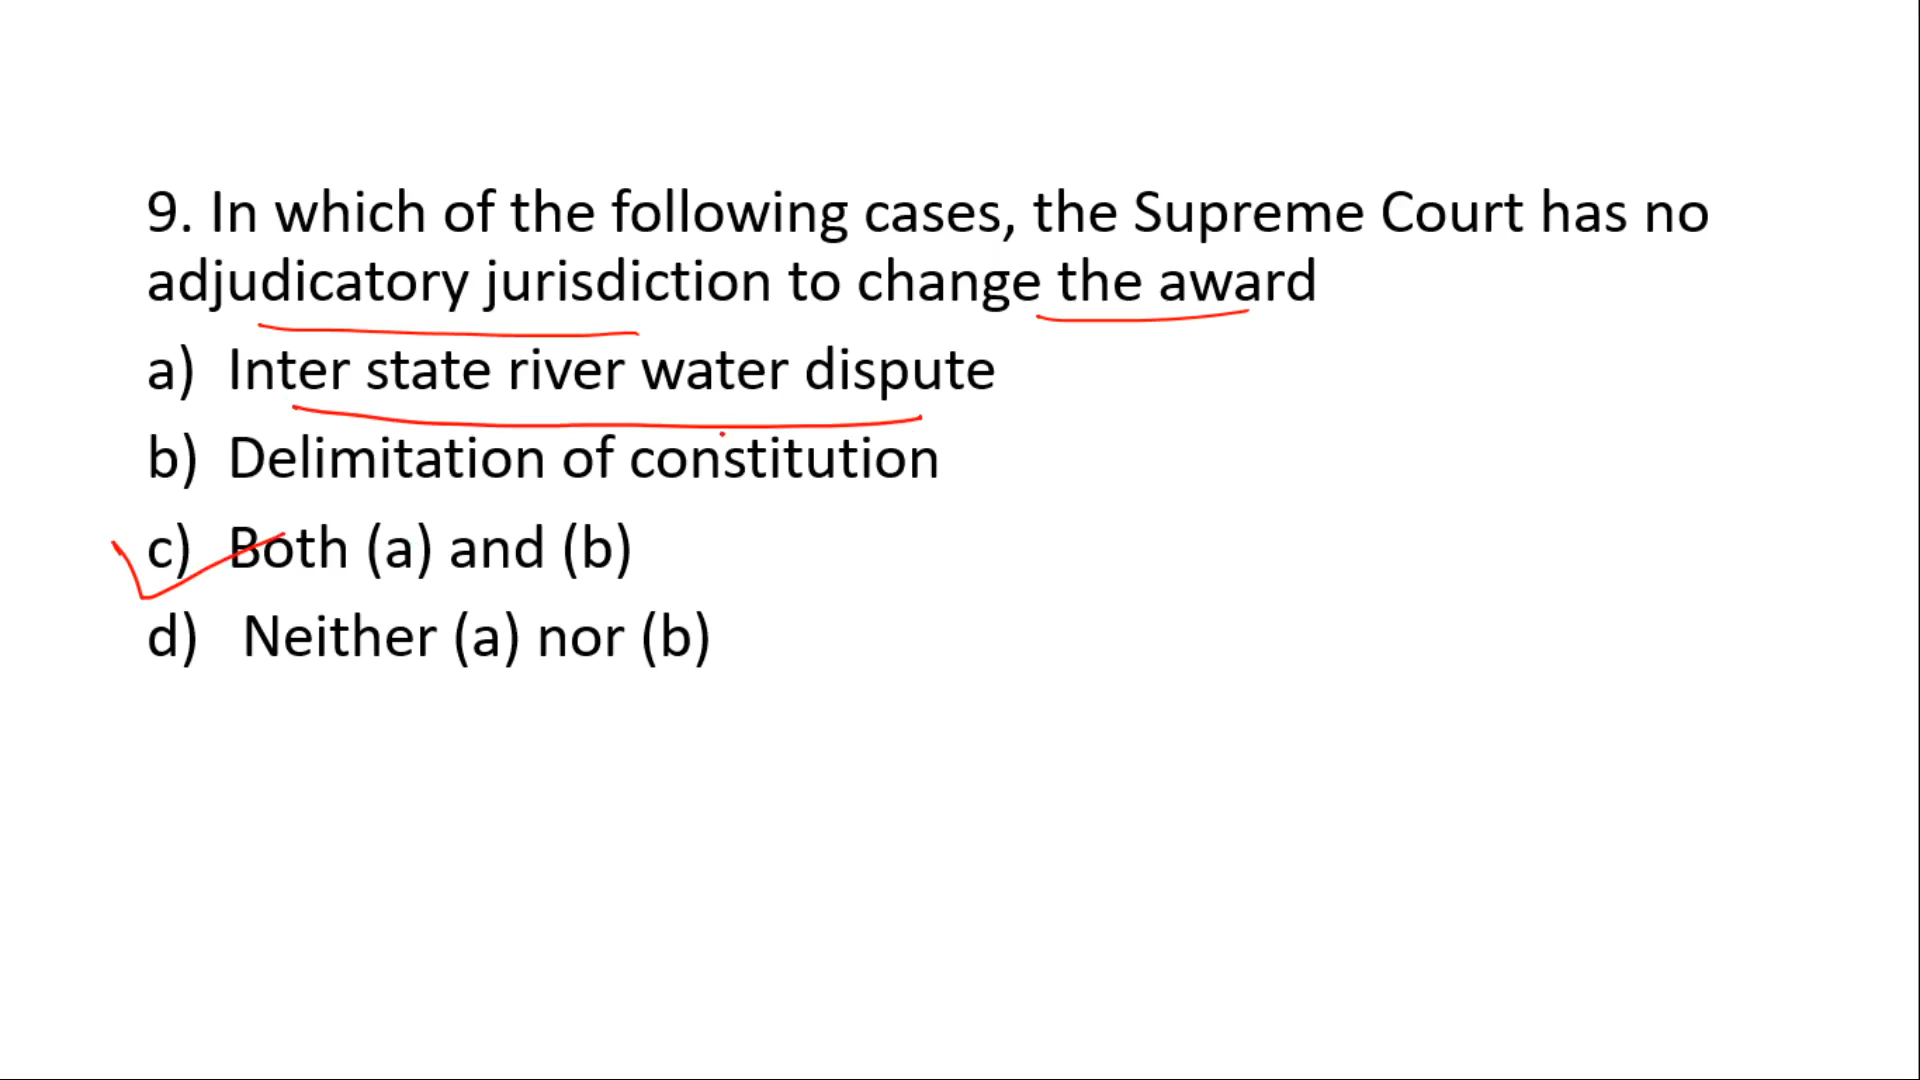 9. In which of the following cases, the Supreme Court has no
adjudicatory jurisdiction to change the award
a) Inter state river water dispute
b) Delimitation of constitution
c) Both (a) and (b)
d) Neither (a) nor (b)